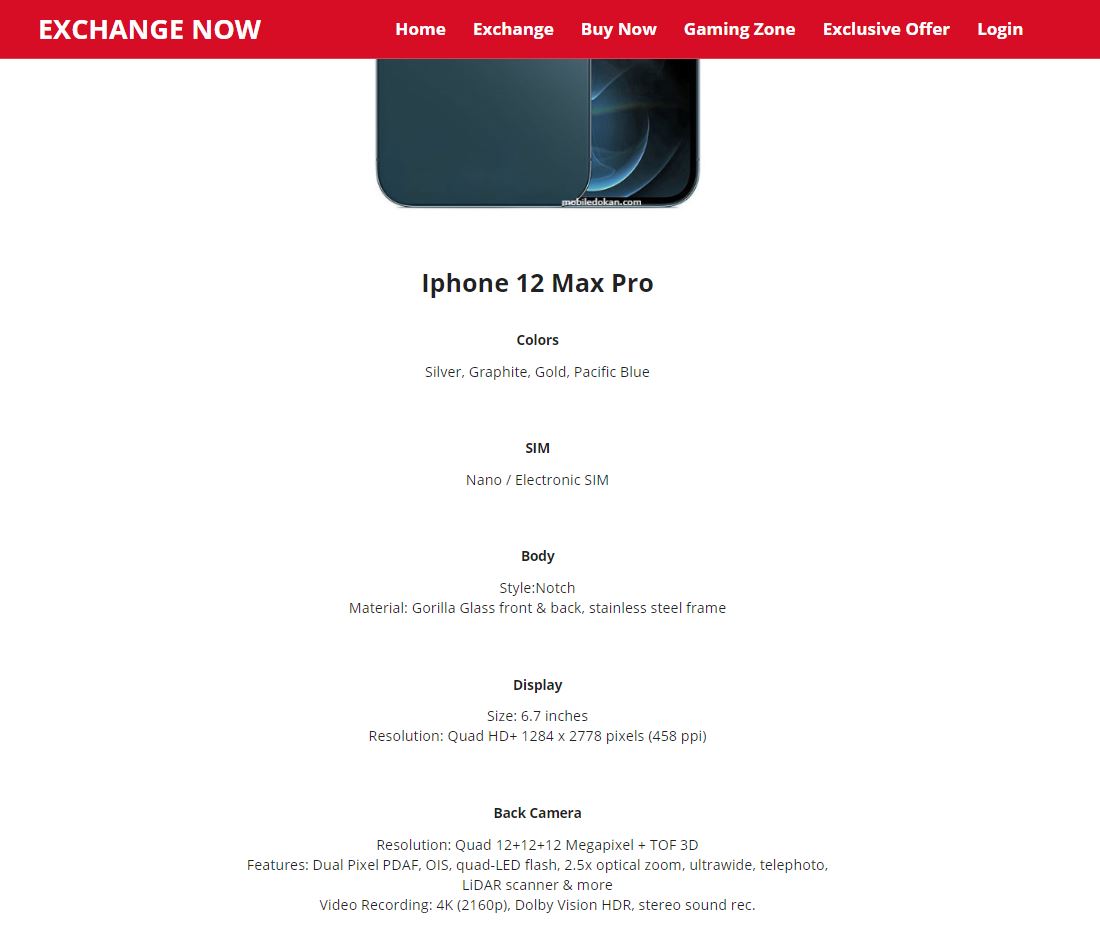 EXCHANGE NOW
Home Exchange Buy Now Gaming Zone Exclusive Offer Login
mobiledokan.com
Iphone 12 Max Pro
Colors
Silver, Graphite, Gold, Pacific Blue
SIM
Nano / Electronic SIM
Body
Style:Notch
Material: Gorilla Glass front & back, stainless steel frame
Display
Size: 6.7 inches
Resolution: Quad HD+ 1284 x 2778 pixels (458 ppi)
Back Camera
Resolution: Quad 12+12+12 Megapixel + TOF 3D
Features: Dual Pixel PDAF, OIS, quad-LED flash, 2.5x optical zoom, ultrawide, telephoto,
LiDAR scanner & more
Video Recording: 4K (2160p), Dolby Vision HDR, stereo sound rec.